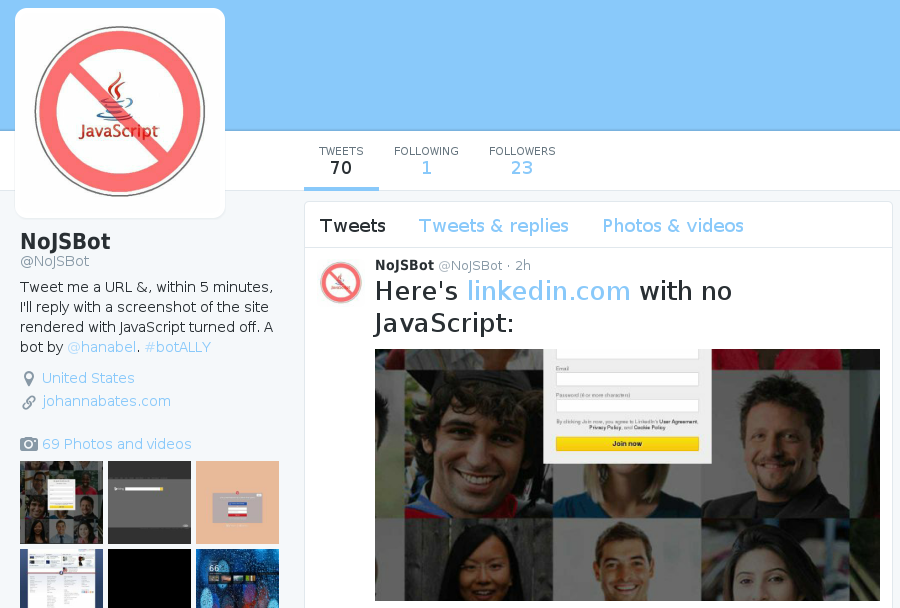 JavaScript
TWEETS
70
FOLLOWING
1
FOLLOWERS
23
NoJSBot
@NoJSBot
Tweet me a URL &, within 5 minutes,
I'll reply with a screenshot of the site
rendered with JavaScript turned off. A
bot by @hanabel. #botALLY
United States
johannabates.com
69 Photos and videos
66
Tweets Tweets & replies Photos & videos
NoJSBot @NoJSBot · 2h
Here's linkedin.com with no
JavaScript:
Email
Password (6 or more characters)
By clicking Join now, you agree to LinkedIn's User Agreement,
Privacy Policy, and Cookie Policy.
Join now